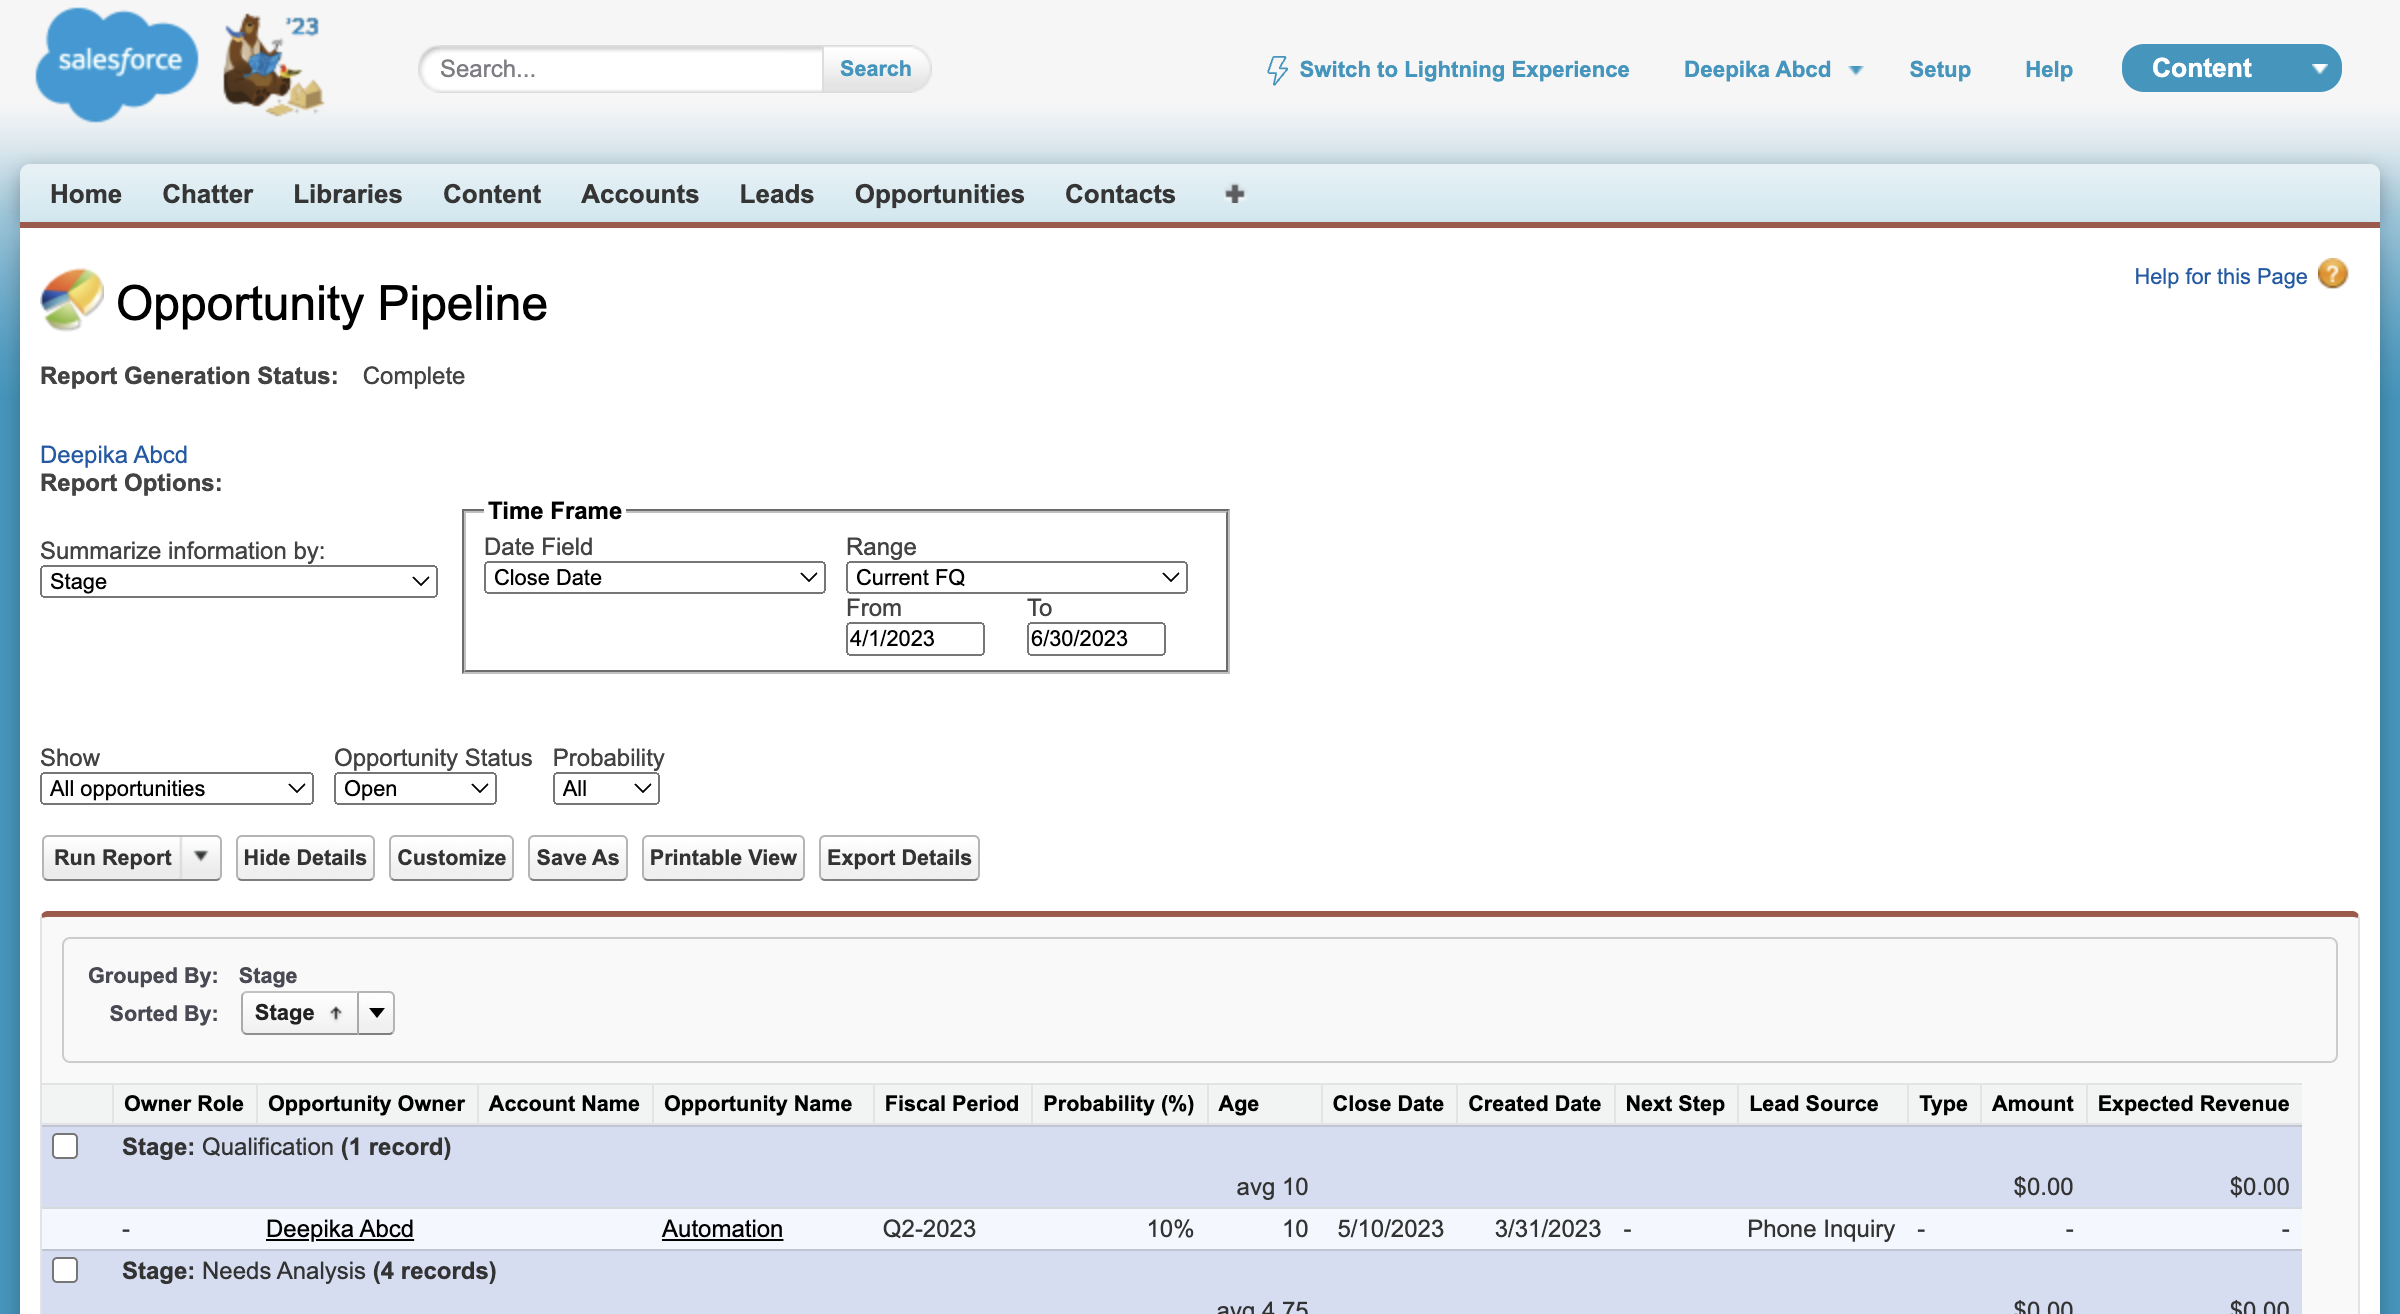 salesforce '23
Search... Search
Switch to Lightning Experience Deepika Abcd Setup Help Content
Home Chatter Libraries Content Accounts Leads Opportunities Contacts
Help for this Page ?
Opportunity Pipeline
Report Generation Status: Complete
Deepika Abcd
Report Options:
Time Frame
Summarize information by: Date Field Range
Stage Close Date Current FQ
From To
4/1/2023 6/30/2023
Show Opportunity Status Probability
All opportunities Open All
Run Report Hide Details Customize Save As Printable View Export Details
Grouped By: Stage
Sorted By: Stage ↑
Owner Role Opportunity Owner Account Name Opportunity Name Fiscal Period Probability (%) Age Close Date Created Date Next Step Lead Source Type Amount Expected Revenue
Stage: Qualification (1 record)
avg 10 $0.00 $0.00
- Deepika Abcd Automation Q2-2023 10% 10 5/10/2023 3/31/2023 - Phone Inquiry - - -
Stage: Needs Analysis (4 records)
avg 4.75 $0.00 $0.00